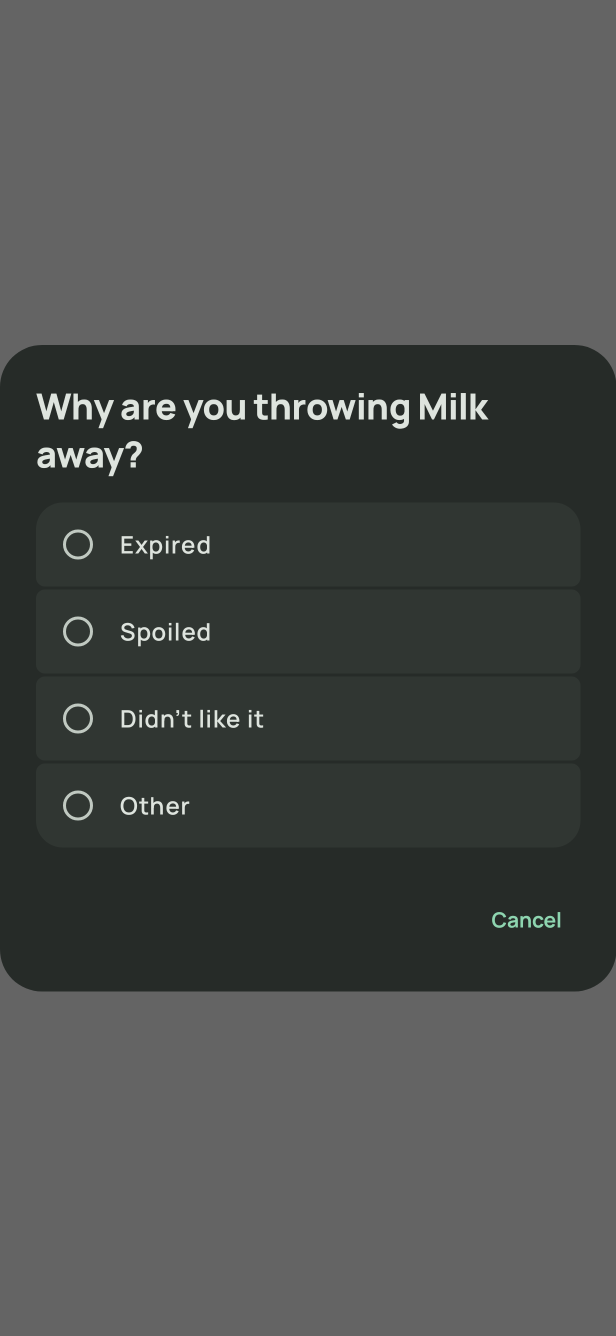 Why are you throwing Milk
away?
Expired
Spoiled
Didn’t like it
Other
Cancel